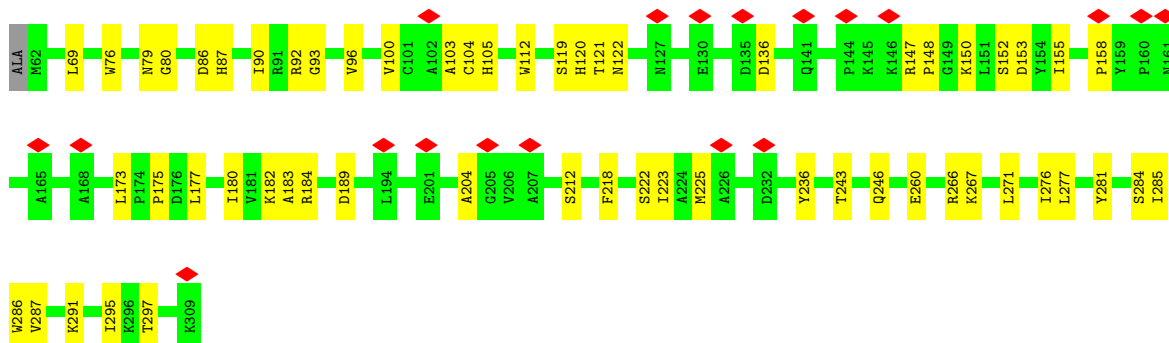 ALA M62 L69 W76 N79 G80 D86 H87 I90 R91 R92 G93 V96 V100 C101 A102 A103 C104 H105 W112 S119 H120 T121 N122 N127 E130 D135 D136 Q141 P144 K145 K146 R147 P148 G149 K150 L151 S152 D153 Y154 I155 P158 Y159 P160 N161
A165 A168 L173 P174 P175 D176 L177 I180 V181 K182 A183 R184 D189 L194 E201 A204 G205 V206 A207 S212 F218 S222 I223 A224 M225 A226 D232 Y236 T243 Q246 E260 R266 K267 L271 I276 L277 Y281 S284 I285
W286 V287 K291 I295 K296 T297 K309